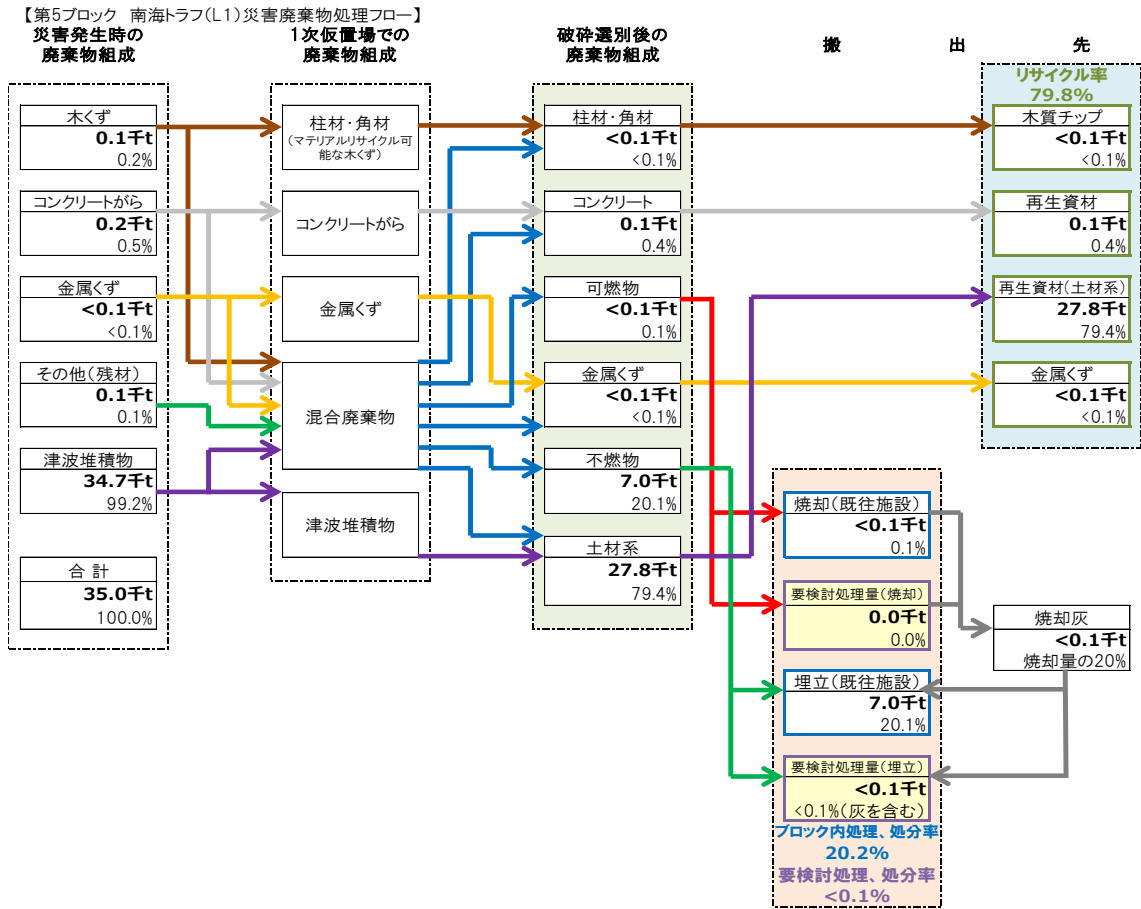 【第5ブロック 南海トラフ(L1)災害廃棄物処理フロー】
災害発生時の
廃棄物組成
1次仮置場での
廃棄物組成
破砕選別後の
廃棄物組成
搬 出 先
木くず
0.1千t
0.2%
コンクリートがら
0.2千t
0.5%
金属くず
<0.1千t
<0.1%
その他(残材)
0.1千t
0.1%
津波堆積物
34.7千t
99.2%
合 計
35.0千t
100.0%
柱材・角材
(マテリアルリサイクル可
能な木くず)
コンクリートがら
金属くず
混合廃棄物
津波堆積物
柱材・角材
<0.1千t
<0.1%
コンクリート
0.1千t
0.4%
可燃物
<0.1千t
0.1%
金属くず
<0.1千t
<0.1%
不燃物
7.0千t
20.1%
土材系
27.8千t
79.4%
リサイクル率
79.8%
木質チップ
<0.1千t
<0.1%
再生資材
0.1千t
0.4%
再生資材(土材系)
27.8千t
79.4%
金属くず
<0.1千t
<0.1%
焼却(既往施設)
<0.1千t
0.1%
要検討処理量(焼却)
0.0千t
0.0%
埋立(既往施設)
7.0千t
20.1%
要検討処理量(埋立)
<0.1千t
<0.1%(灰を含む)
ブロック内処理、処分率
20.2%
要検討処理、処分率
<0.1%
焼却灰
<0.1千t
焼却量の20%